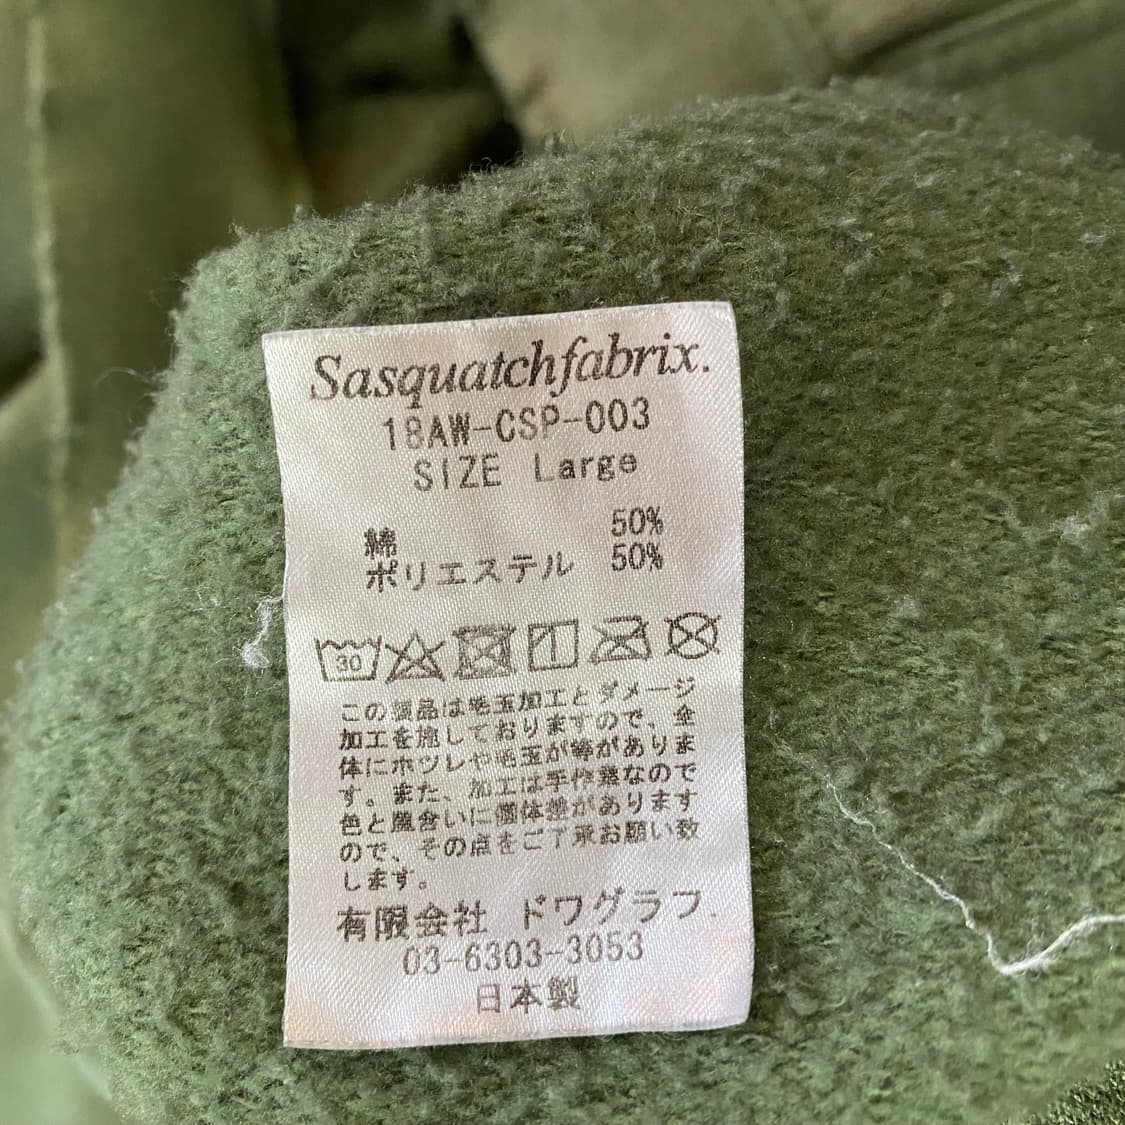 Sasquatchfabrix.
18AW-CSP-003
SIZE Large
綿 50%
ポリエステル 50%
30
この製品は毛玉加工とダメージ
加工を施しておりますので、全
体にホツレや毛玉が等がありま
す。また、加工は手作業なので
色と風合いに個体差があります
ので、その点をご了承お願い致
します。
有限会社 ドワグラフ.
03-6303-3053
日本製